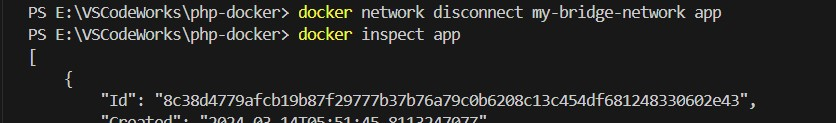 PS E:\VSCodeWorks\php-docker> docker network disconnect my-bridge-network app
PS E:\VSCodeWorks\php-docker> docker inspect app
[
{
"Id": "8c38d4779afcb19b87f29777b37b76a79c0b6208c13c454df681248330602e43",
"Created": "2024-03-14T05:51:45.811324707Z"